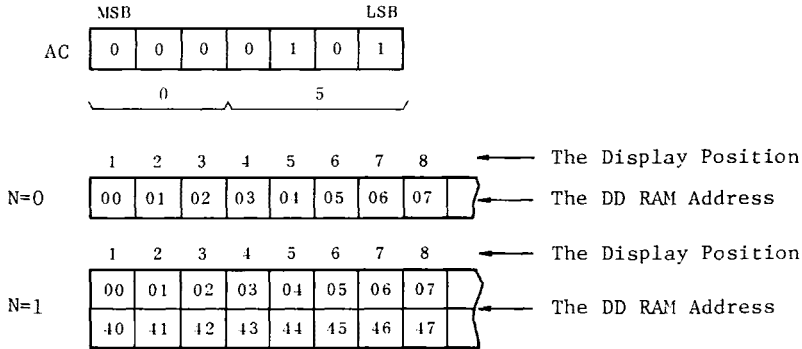 MSB LSB
AC 0 0 0 0 1 0 1
0 5
1 2 3 4 5 6 7 8 The Display Position
N=0 00 01 02 03 04 05 06 07 The DD RAM Address
1 2 3 4 5 6 7 8 The Display Position
00 01 02 03 04 05 06 07
N=1 The DD RAM Address
40 41 42 43 44 45 46 47